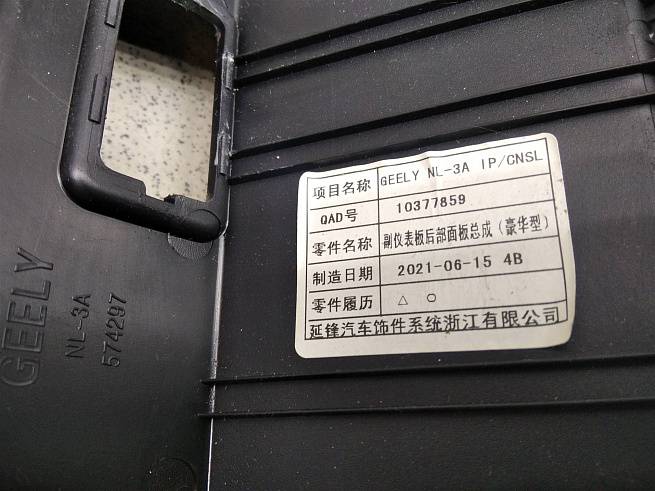 项目名称 GEELY NL-3A IP/CNSL
QAD号 10377859
零件名称 副仪表板后部面板总成(豪华型)
制造日期 2021-06-15 4B
零件履历 △ ○
延锋汽车饰件系统浙江有限公司
GEELY
NL-3A
574297